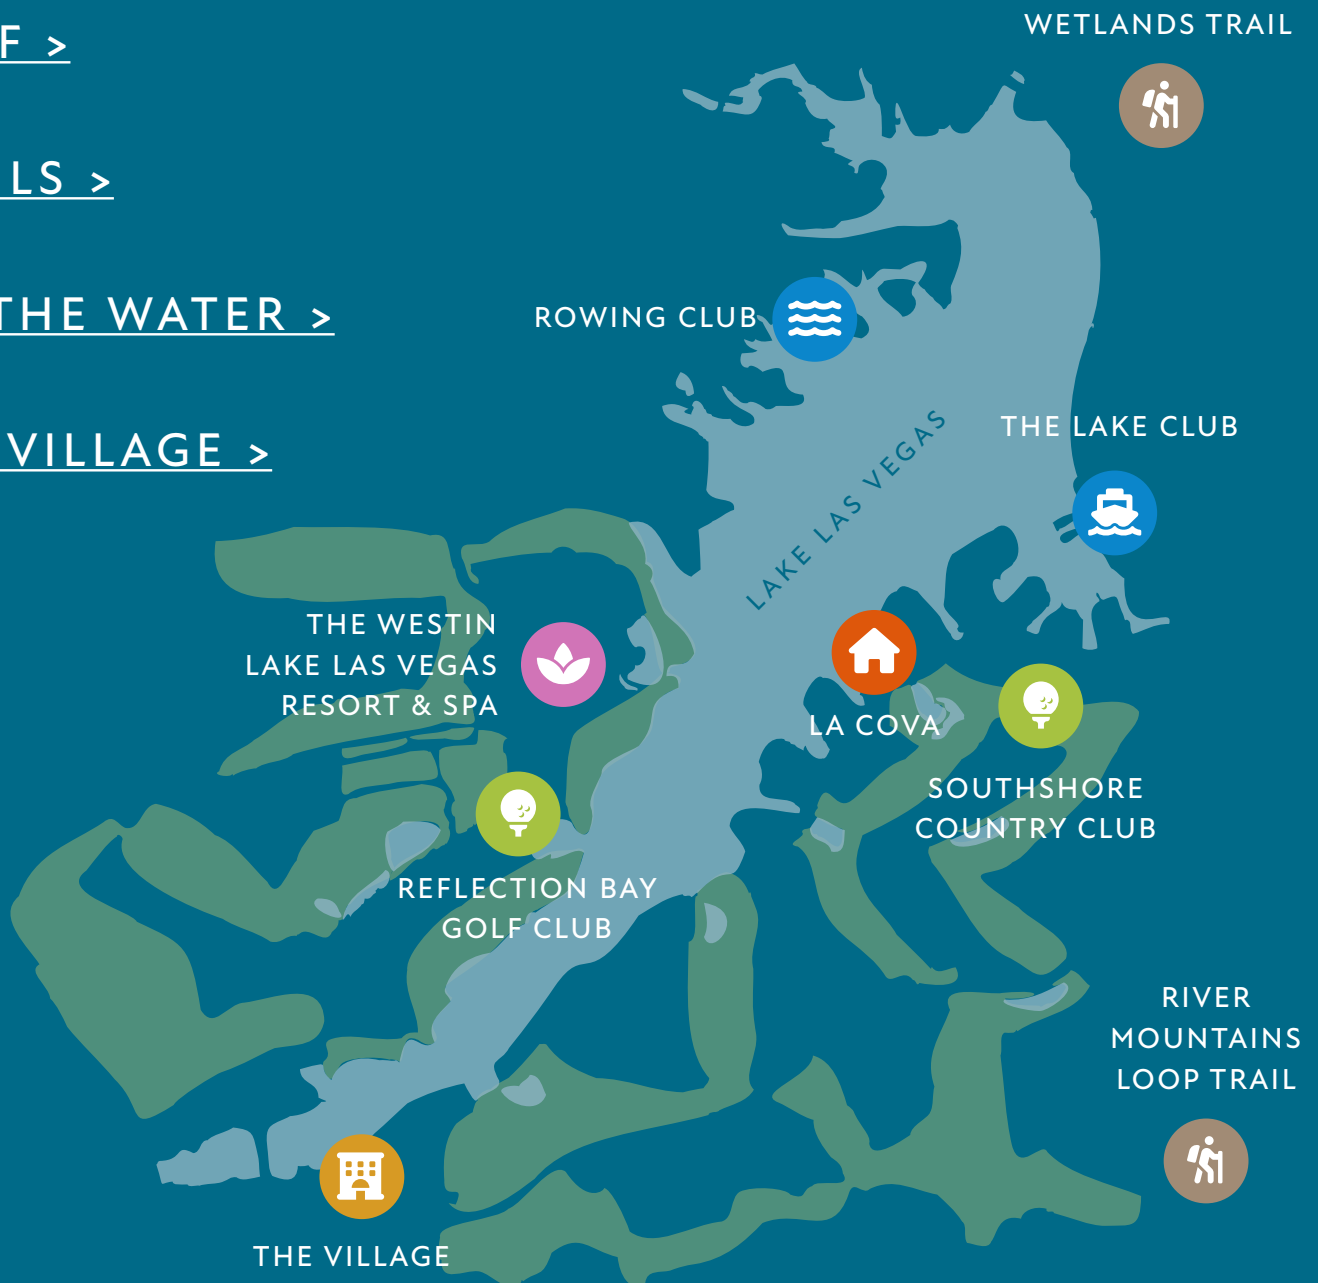 F >
LS >
THE WATER >
VILLAGE >
WETLANDS TRAIL
ROWING CLUB
THE LAKE CLUB
LAKE LAS VEGAS
THE WESTIN
LAKE LAS VEGAS
RESORT & SPA
LA COVA
SOUTHSHORE
COUNTRY CLUB
REFLECTION BAY
GOLF CLUB
RIVER
MOUNTAINS
LOOP TRAIL
THE VILLAGE